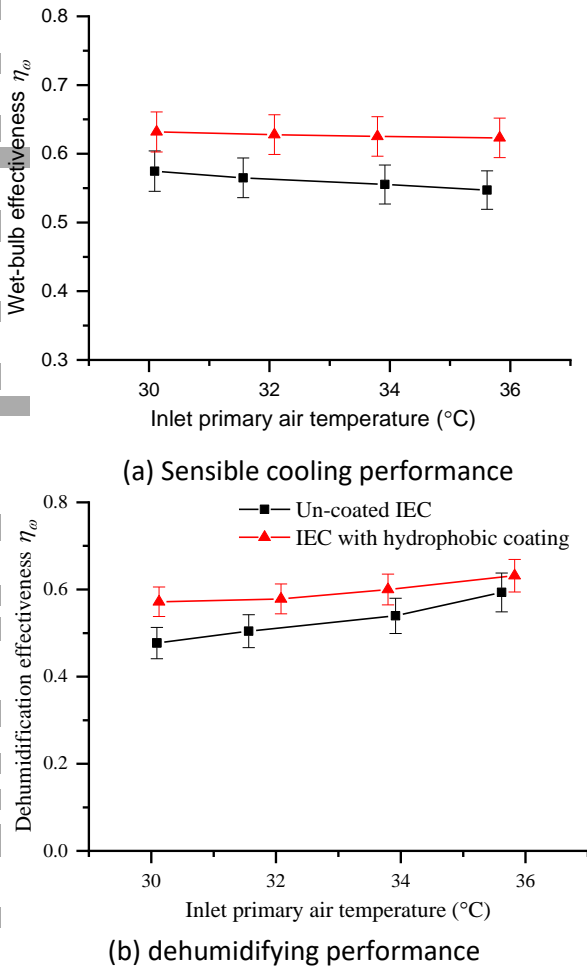 0.8
0.7
0.6
0.5
0.4
0.3
Wet-bulb effectiveness ηω
30 32 34 36
Inlet primary air temperature (°C)
(a) Sensible cooling performance
0.8
0.6
0.4
0.2
0.0
Dehumidification effectiveness ηω
Un-coated IEC
IEC with hydrophobic coating
30 32 34 36
Inlet primary air temperature (°C)
(b) dehumidifying performance